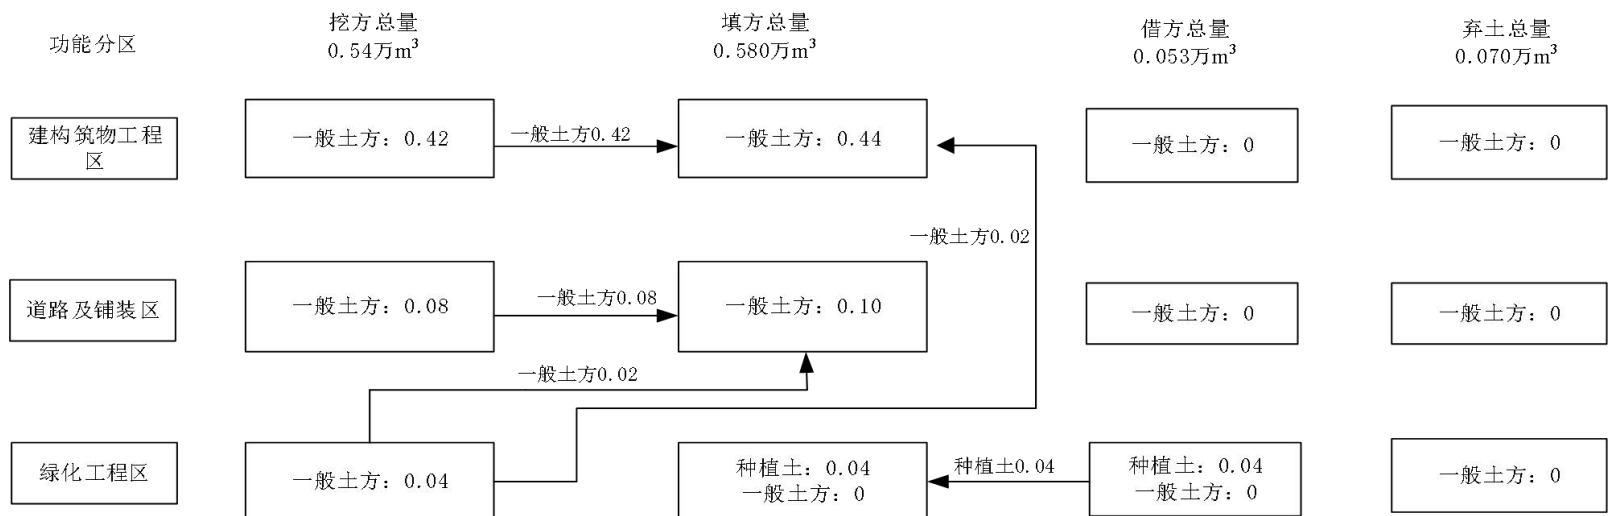 功能分区
挖方总量
0.54万m³
填方总量
0.580万m³
借方总量
0.053万m³
弃土总量
0.070万m³
建构筑物工程
区
一般土方：0.42
一般土方0.42
一般土方：0.44
一般土方：0
一般土方：0
一般土方0.02
道路及铺装区
一般土方：0.08
一般土方0.08
一般土方：0.10
一般土方：0
一般土方：0
一般土方0.02
绿化工程区
一般土方：0.04
种植土：0.04
一般土方：0
种植土0.04
种植土：0.04
一般土方：0
一般土方：0